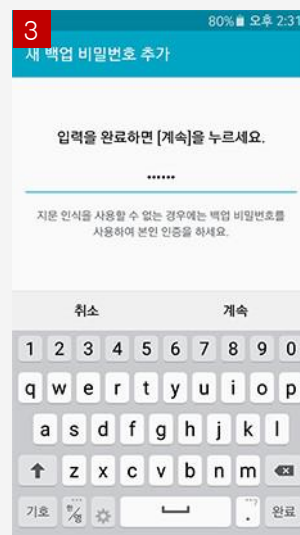 80% 오후 2:31
3
새 백업 비밀번호 추가
입력을 완료하면 [계속]을 누르세요.
••••••
지문 인식을 사용할 수 없는 경우에는 백업 비밀번호를
사용하여 본인 인증을 하세요.
취소 계속
1 2 3 4 5 6 7 8 9 0
q w e r t y u i o p
a s d f g h j k l
z x c v b n m
기호 한/영 . 완료